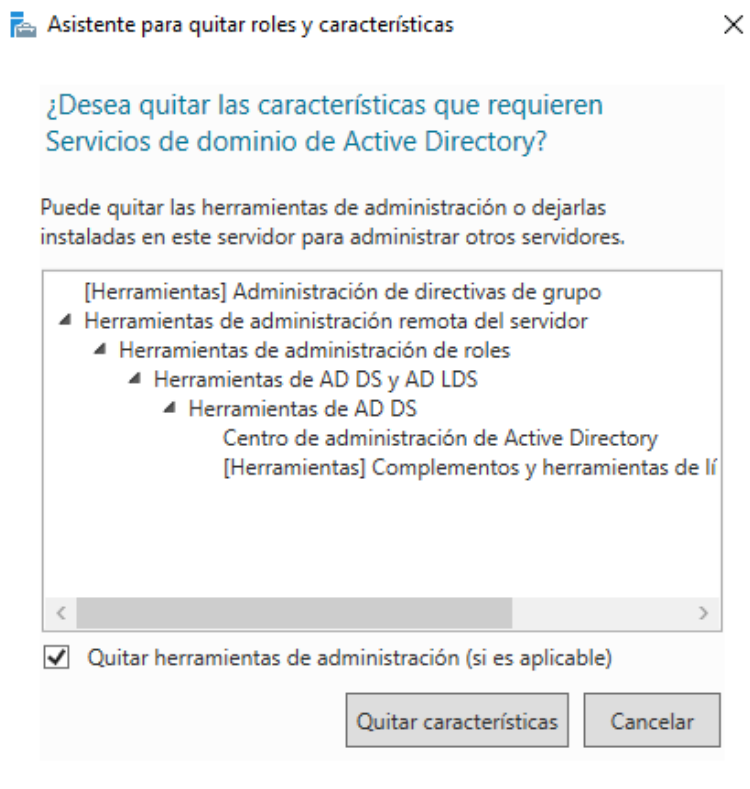 Asistente para quitar roles y características
¿Desea quitar las características que requieren
Servicios de dominio de Active Directory?
Puede quitar las herramientas de administración o dejarlas
instaladas en este servidor para administrar otros servidores.
[Herramientas] Administración de directivas de grupo
Herramientas de administración remota del servidor
Herramientas de administración de roles
Herramientas de AD DS y AD LDS
Herramientas de AD DS
Centro de administración de Active Directory
[Herramientas] Complementos y herramientas de lí
Quitar herramientas de administración (si es aplicable)
Quitar características
Cancelar